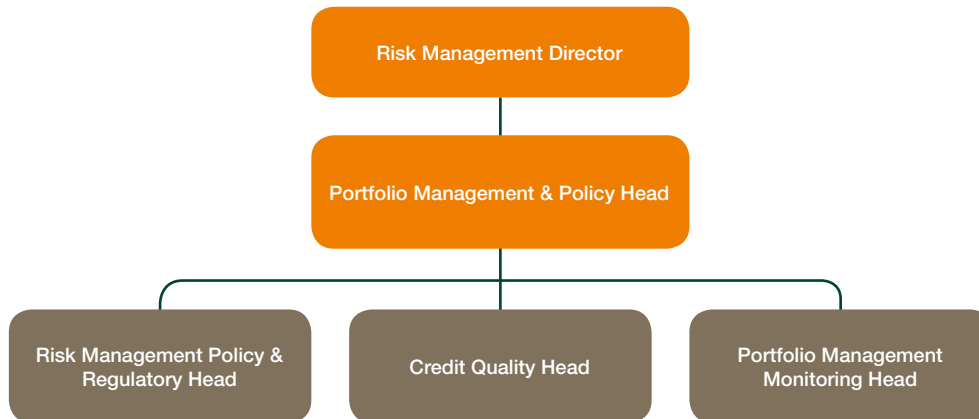 Risk Management Director
Portfolio Management & Policy Head
Risk Management Policy &
Regulatory Head
Credit Quality Head
Portfolio Management
Monitoring Head